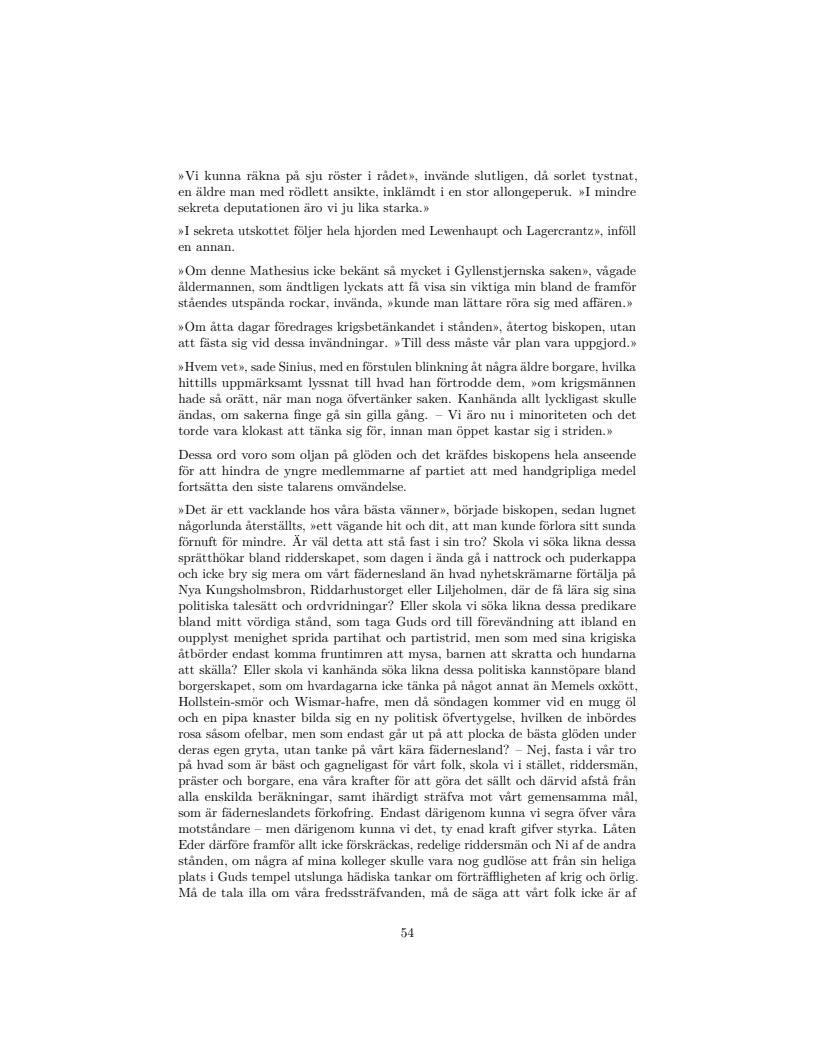 »Vi kunna räkna på sju röster i rådet», invände slutligen, då sorlet tystnat,
en äldre man med rödlett ansikte, inklämdt i en stor allongeperuk. »I mindre
sekreta deputationen äro vi ju lika starka.»
»I sekreta utskottet följer hela hjorden med Lewenhaupt och Lagercrantz», inföll
en annan.
»Om denne Mathesius icke bekänt så mycket i Gyllenstjernska saken», vågade
åldermannen, som ändtligen lyckats att få visa sin viktiga min bland de framför
ståendes utspända rockar, invända, »kunde man lättare röra sig med affären.»
»Om åtta dagar föredrages krigsbetänkandet i stånden», återtog biskopen, utan
att fästa sig vid dessa invändningar. »Till dess måste vår plan vara uppgjord.»
»Hvem vet», sade Sinius, med en förstulen blinkning åt några äldre borgare, hvilka
hittills uppmärksamt lyssnat till hvad han förtrodde dem, »om krigsmännen
hade så orätt, när man noga öfvertänker saken. Kanhända allt lyckligast skulle
ändas, om sakerna finge gå sin gilla gång. – Vi äro nu i minoriteten och det
torde vara klokast att tänka sig för, innan man öppet kastar sig i striden.»
Dessa ord voro som oljan på glöden och det kräfdes biskopens hela anseende
för att hindra de yngre medlemmarne af partiet att med handgripliga medel
fortsätta den siste talarens omvändelse.
»Det är ett vacklande hos våra bästa vänner», började biskopen, sedan lugnet
någorlunda återställts, »ett vägande hit och dit, att man kunde förlora sitt sunda
förnuft för mindre. Är väl detta att stå fast i sin tro? Skola vi söka likna dessa
sprätthökar bland ridderskapet, som dagen i ända gå i nattrock och puderkappa
och icke bry sig mera om vårt fädernesland än hvad nyhetskrämarne förtälja på
Nya Kungsholmsbron, Riddarhustorget eller Liljeholmen, där de få lära sig sina
politiska talesätt och ordvridningar? Eller skola vi söka likna dessa predikare
bland mitt vördiga stånd, som taga Guds ord till förevändning att ibland en
oupplyst menighet sprida partihat och partistrid, men som med sina krigiska
åtbörder endast komma fruntimren att mysa, barnen att skratta och hundarna
att skälla? Eller skola vi kanhända söka likna dessa politiska kannstöpare bland
borgerskapet, som om hvardagarna icke tänka på något annat än Memels oxkött,
Hollstein-smör och Wismar-hafre, men då söndagen kommer vid en mugg öl
och en pipa knaster bilda sig en ny politisk öfvertygelse, hvilken de inbördes
rosa såsom ofelbar, men som endast går ut på att plocka de bästa glöden under
deras egen gryta, utan tanke på vårt kära fädernesland? – Nej, fasta i vår tro
på hvad som är bäst och gagneligast för vårt folk, skola vi i stället, riddersmän,
präster och borgare, ena våra krafter för att göra det sällt och därvid afstå från
alla enskilda beräkningar, samt ihärdigt sträfva mot vårt gemensamma mål,
som är fäderneslandets förkofring. Endast därigenom kunna vi segra öfver våra
motståndare – men därigenom kunna vi det, ty enad kraft gifver styrka. Låten
Eder därföre framför allt icke förskräckas, redelige riddersmän och Ni af de andra
stånden, om några af mina kolleger skulle vara nog gudlöse att från sin heliga
plats i Guds tempel utslunga hädiska tankar om förträffligheten af krig och örlig.
Må de tala illa om våra fredssträfvanden, må de säga att vårt folk icke är af
54